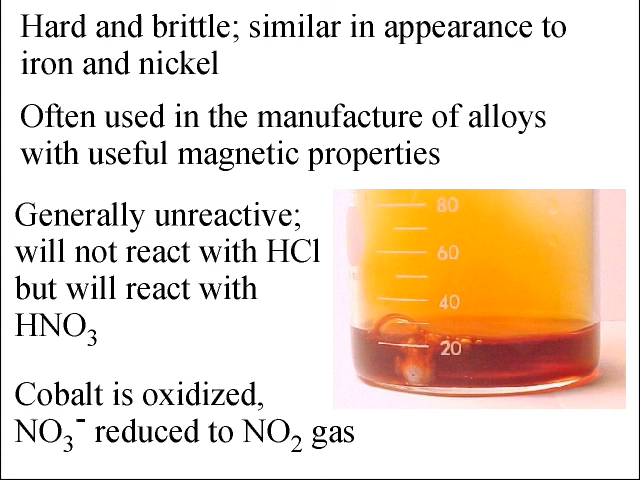 Hard and brittle; similar in appearance to
iron and nickel
Often used in the manufacture of alloys
with useful magnetic properties
Generally unreactive;
will not react with HCl
but will react with
HNO₃
Cobalt is oxidized,
NO₃⁻ reduced to NO₂ gas
80
60
40
20